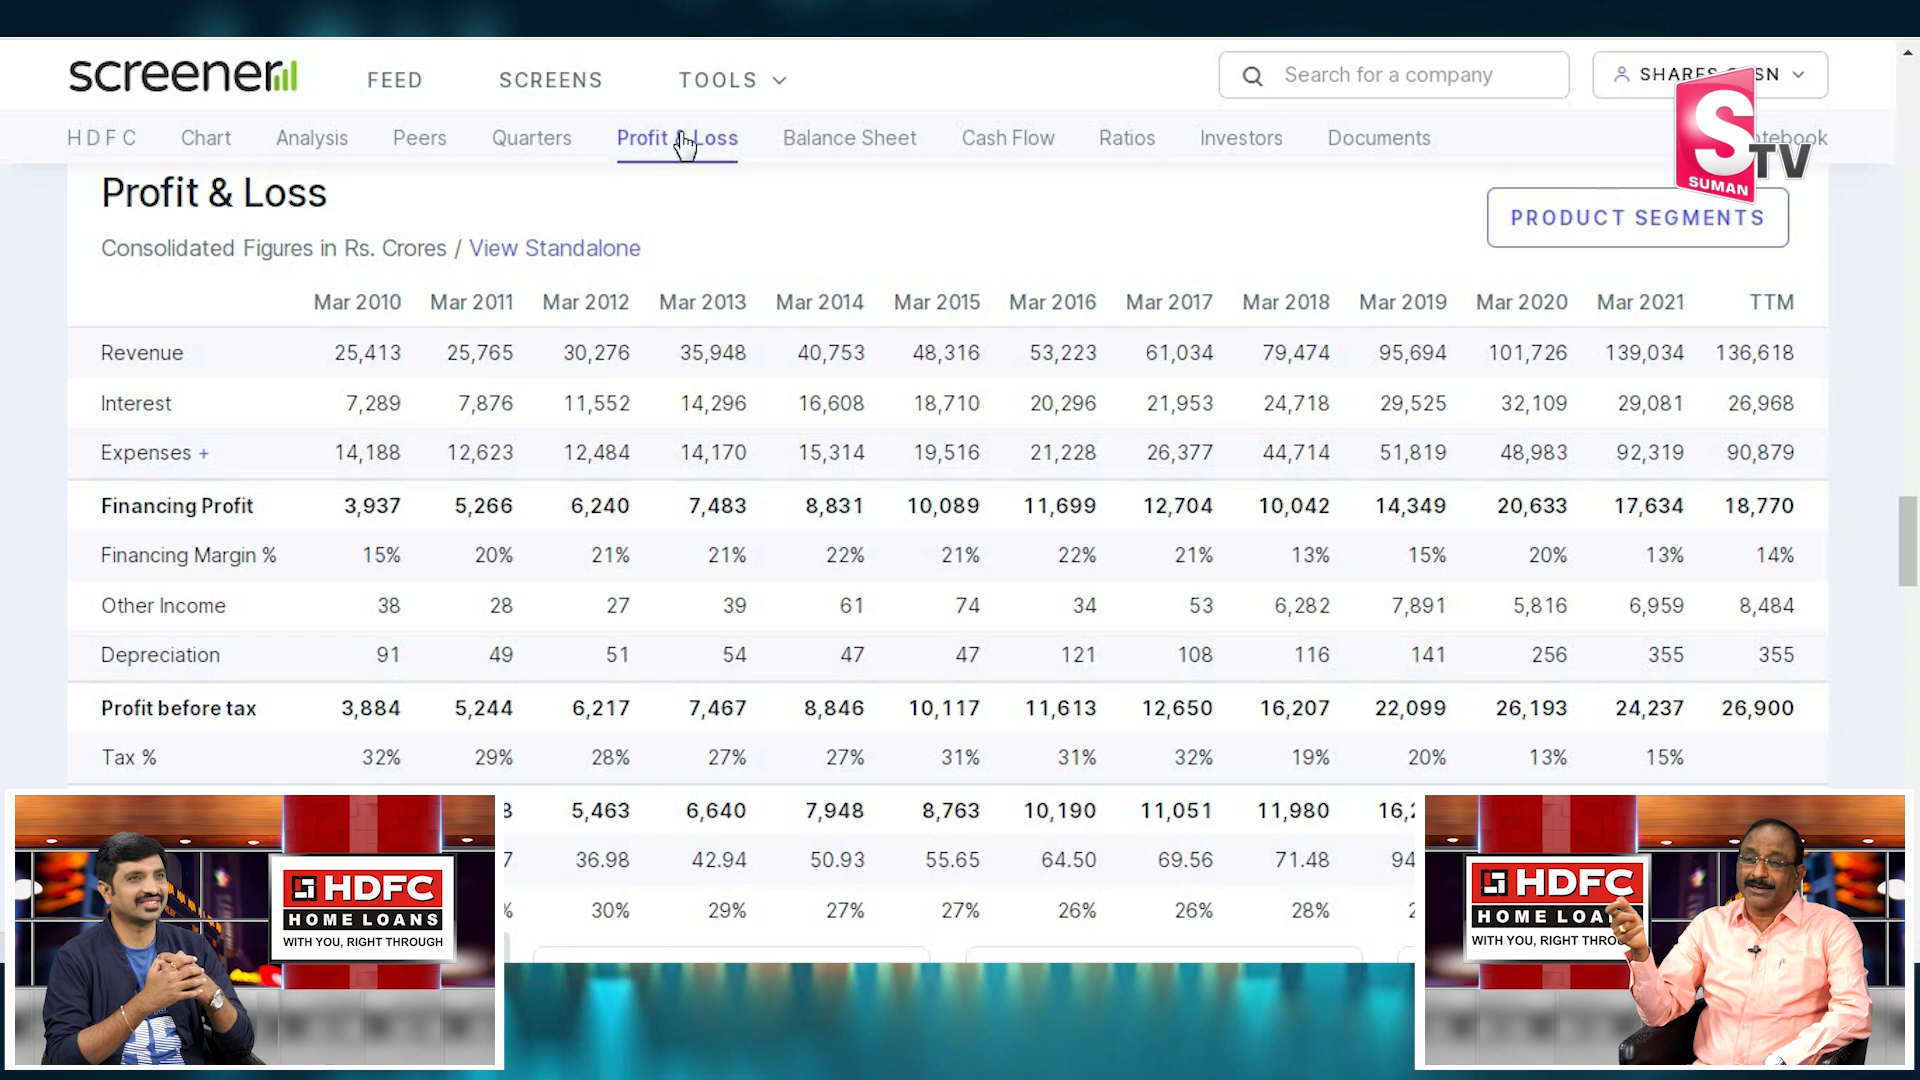 screener FEED SCREENS TOOLS Search for a company SHARES
S
TV
SUMAN
HDFC Chart Analysis Peers Quarters Profit & Loss Balance Sheet Cash Flow Ratios Investors Documents
Profit & Loss
PRODUCT SEGMENTS
Consolidated Figures in Rs. Crores / View Standalone
Mar 2010 Mar 2011 Mar 2012 Mar 2013 Mar 2014 Mar 2015 Mar 2016 Mar 2017 Mar 2018 Mar 2019 Mar 2020 Mar 2021 TTM
Revenue 25,413 25,765 30,276 35,948 40,753 48,316 53,223 61,034 79,474 95,694 101,726 139,034 136,618
Interest 7,289 7,876 11,552 14,296 16,608 18,710 20,296 21,953 24,718 29,525 32,109 29,081 26,968
Expenses + 14,188 12,623 12,484 14,170 15,314 19,516 21,228 26,377 44,714 51,819 48,983 92,319 90,879
Financing Profit 3,937 5,266 6,240 7,483 8,831 10,089 11,699 12,704 10,042 14,349 20,633 17,634 18,770
Financing Margin % 15% 20% 21% 21% 22% 21% 22% 21% 13% 15% 20% 13% 14%
Other Income 38 28 27 39 61 74 34 53 6,282 7,891 5,816 6,959 8,484
Depreciation 91 49 51 54 47 47 121 108 116 141 256 355 355
Profit before tax 3,884 5,244 6,217 7,467 8,846 10,117 11,613 12,650 16,207 22,099 26,193 24,237 26,900
Tax % 32% 29% 28% 27% 27% 31% 31% 32% 19% 20% 13% 15%
5,463 6,640 7,948 8,763 10,190 11,051 11,980
36.98 42.94 50.93 55.65 64.50 69.56 71.48 94
30% 29% 27% 27% 26% 26% 28%
HDFC
HOME LOANS
WITH YOU, RIGHT THROUGH
HDFC
HOME LOA
WITH YOU, RIGHT THRO